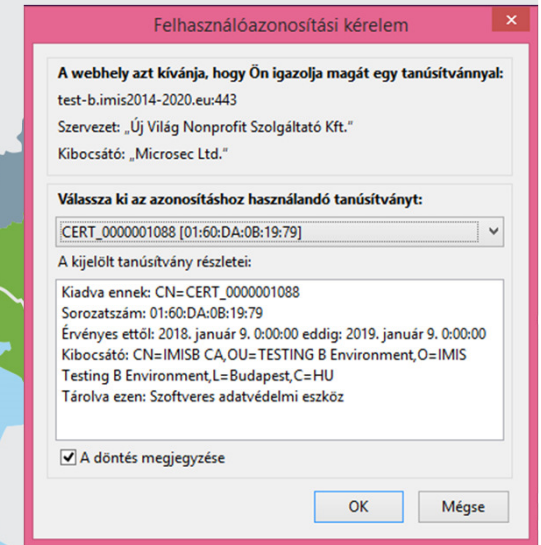 Felhasználóazonosítási kérelem
A webhely azt kívánja, hogy Ön igazolja magát egy tanúsítvánnyal:
test-b.imis2014-2020.eu:443
Szervezet: „Új Világ Nonprofit Szolgáltató Kft."
Kibocsátó: „Microsec Ltd."
Válassza ki az azonosításhoz használandó tanúsítványt:
CERT_0000001088 [01:60:DA:0B:19:79]
A kijelölt tanúsítvány részletei:
Kiadva ennek: CN=CERT_0000001088
Sorozatszám: 01:60:DA:0B:19:79
Érvényes ettől: 2018. január 9. 0:00:00 eddig: 2019. január 9. 0:00:00
Kibocsátó: CN=IMISB CA,OU=TESTING B Environment,O=IMIS
Testing B Environment,L=Budapest,C=HU
Tárolva ezen: Szoftveres adatvédelmi eszköz
A döntés megjegyzése
OK Mégse